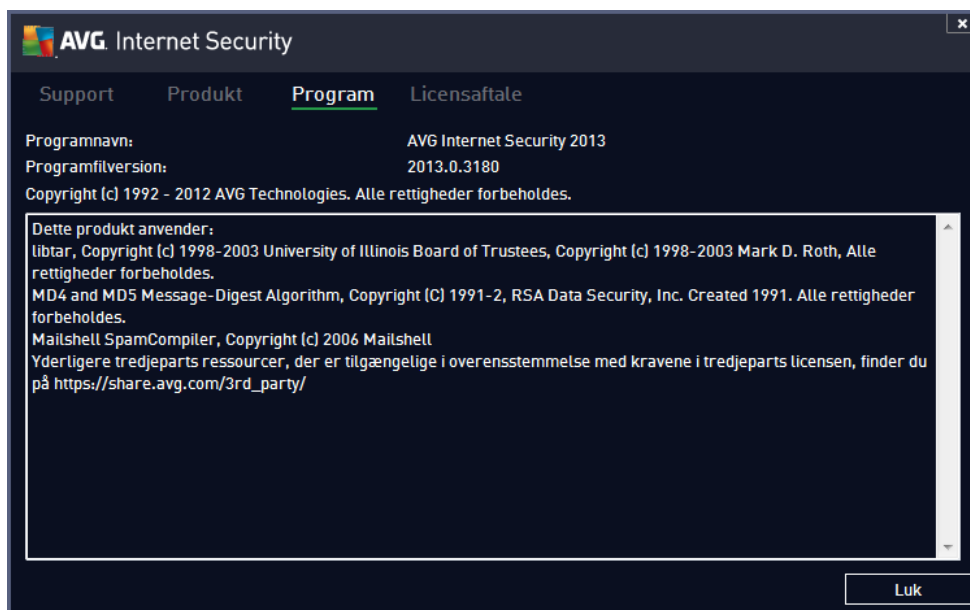 AVG. Internet Security
x
Support Produkt Program Licensaftale
Programnavn: AVG Internet Security 2013
Programfilversion: 2013.0.3180
Copyright (c) 1992 - 2012 AVG Technologies. Alle rettigheder forbeholdes.
Dette produkt anvender:
libtar, Copyright (c) 1998-2003 University of Illinois Board of Trustees, Copyright (c) 1998-2003 Mark D. Roth, Alle
rettigheder forbeholdes.
MD4 and MD5 Message-Digest Algorithm, Copyright (C) 1991-2, RSA Data Security, Inc. Created 1991. Alle rettigheder
forbeholdes.
Mailshell SpamCompiler, Copyright (c) 2006 Mailshell
Yderligere tredjeparts ressourcer, der er tilgængelige i overensstemmelse med kravene i tredjeparts licensen, finder du
på https://share.avg.com/3rd_party/
Luk